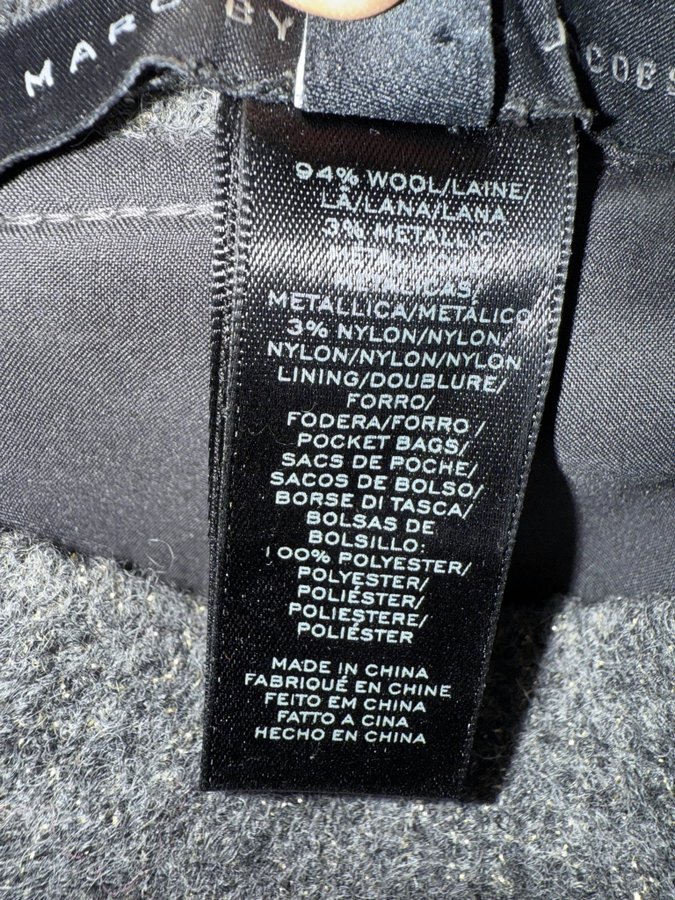 MARC BY
94% WOOL/LAINE/
LÃ/LANA/LANA
3% METALLIC
METALLICAS/
METALLICA/METÁLICO
3% NYLON/NYLON/
NYLON/NYLON/NYLON
LINING/DOUBLURE/
FORRO/
FODERA/FORRO /
POCKET BAGS/
SACS DE POCHE/
SACOS DE BOLSO/
BORSE DI TASCA/
BOLSAS DE
BOLSILLO:
100% POLYESTER/
POLYESTER/
POLIÉSTER/
POLIESTERE/
POLIÉSTER
MADE IN CHINA
FABRIQUÉ EN CHINE
FEITO EM CHINA
FATTO A CINA
HECHO EN CHINA